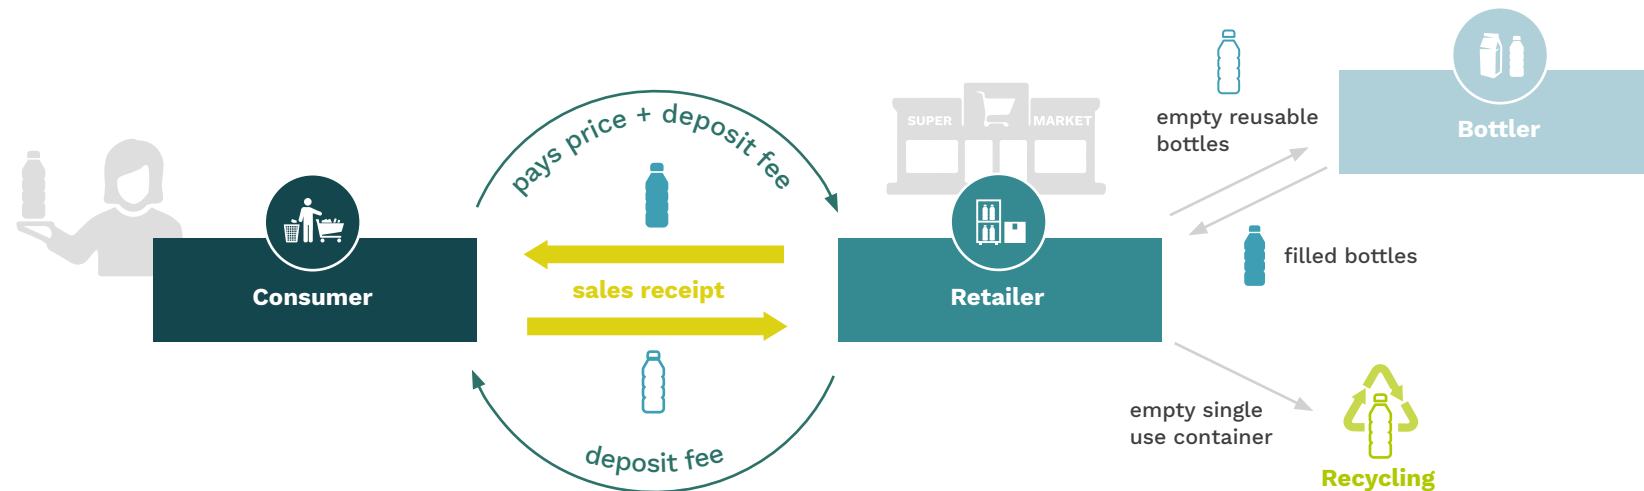 pays price + deposit fee
SUPER
MARKET
empty reusable
bottles
Bottler
filled bottles
Consumer
sales receipt
Retailer
deposit fee
empty single
use container
Recycling